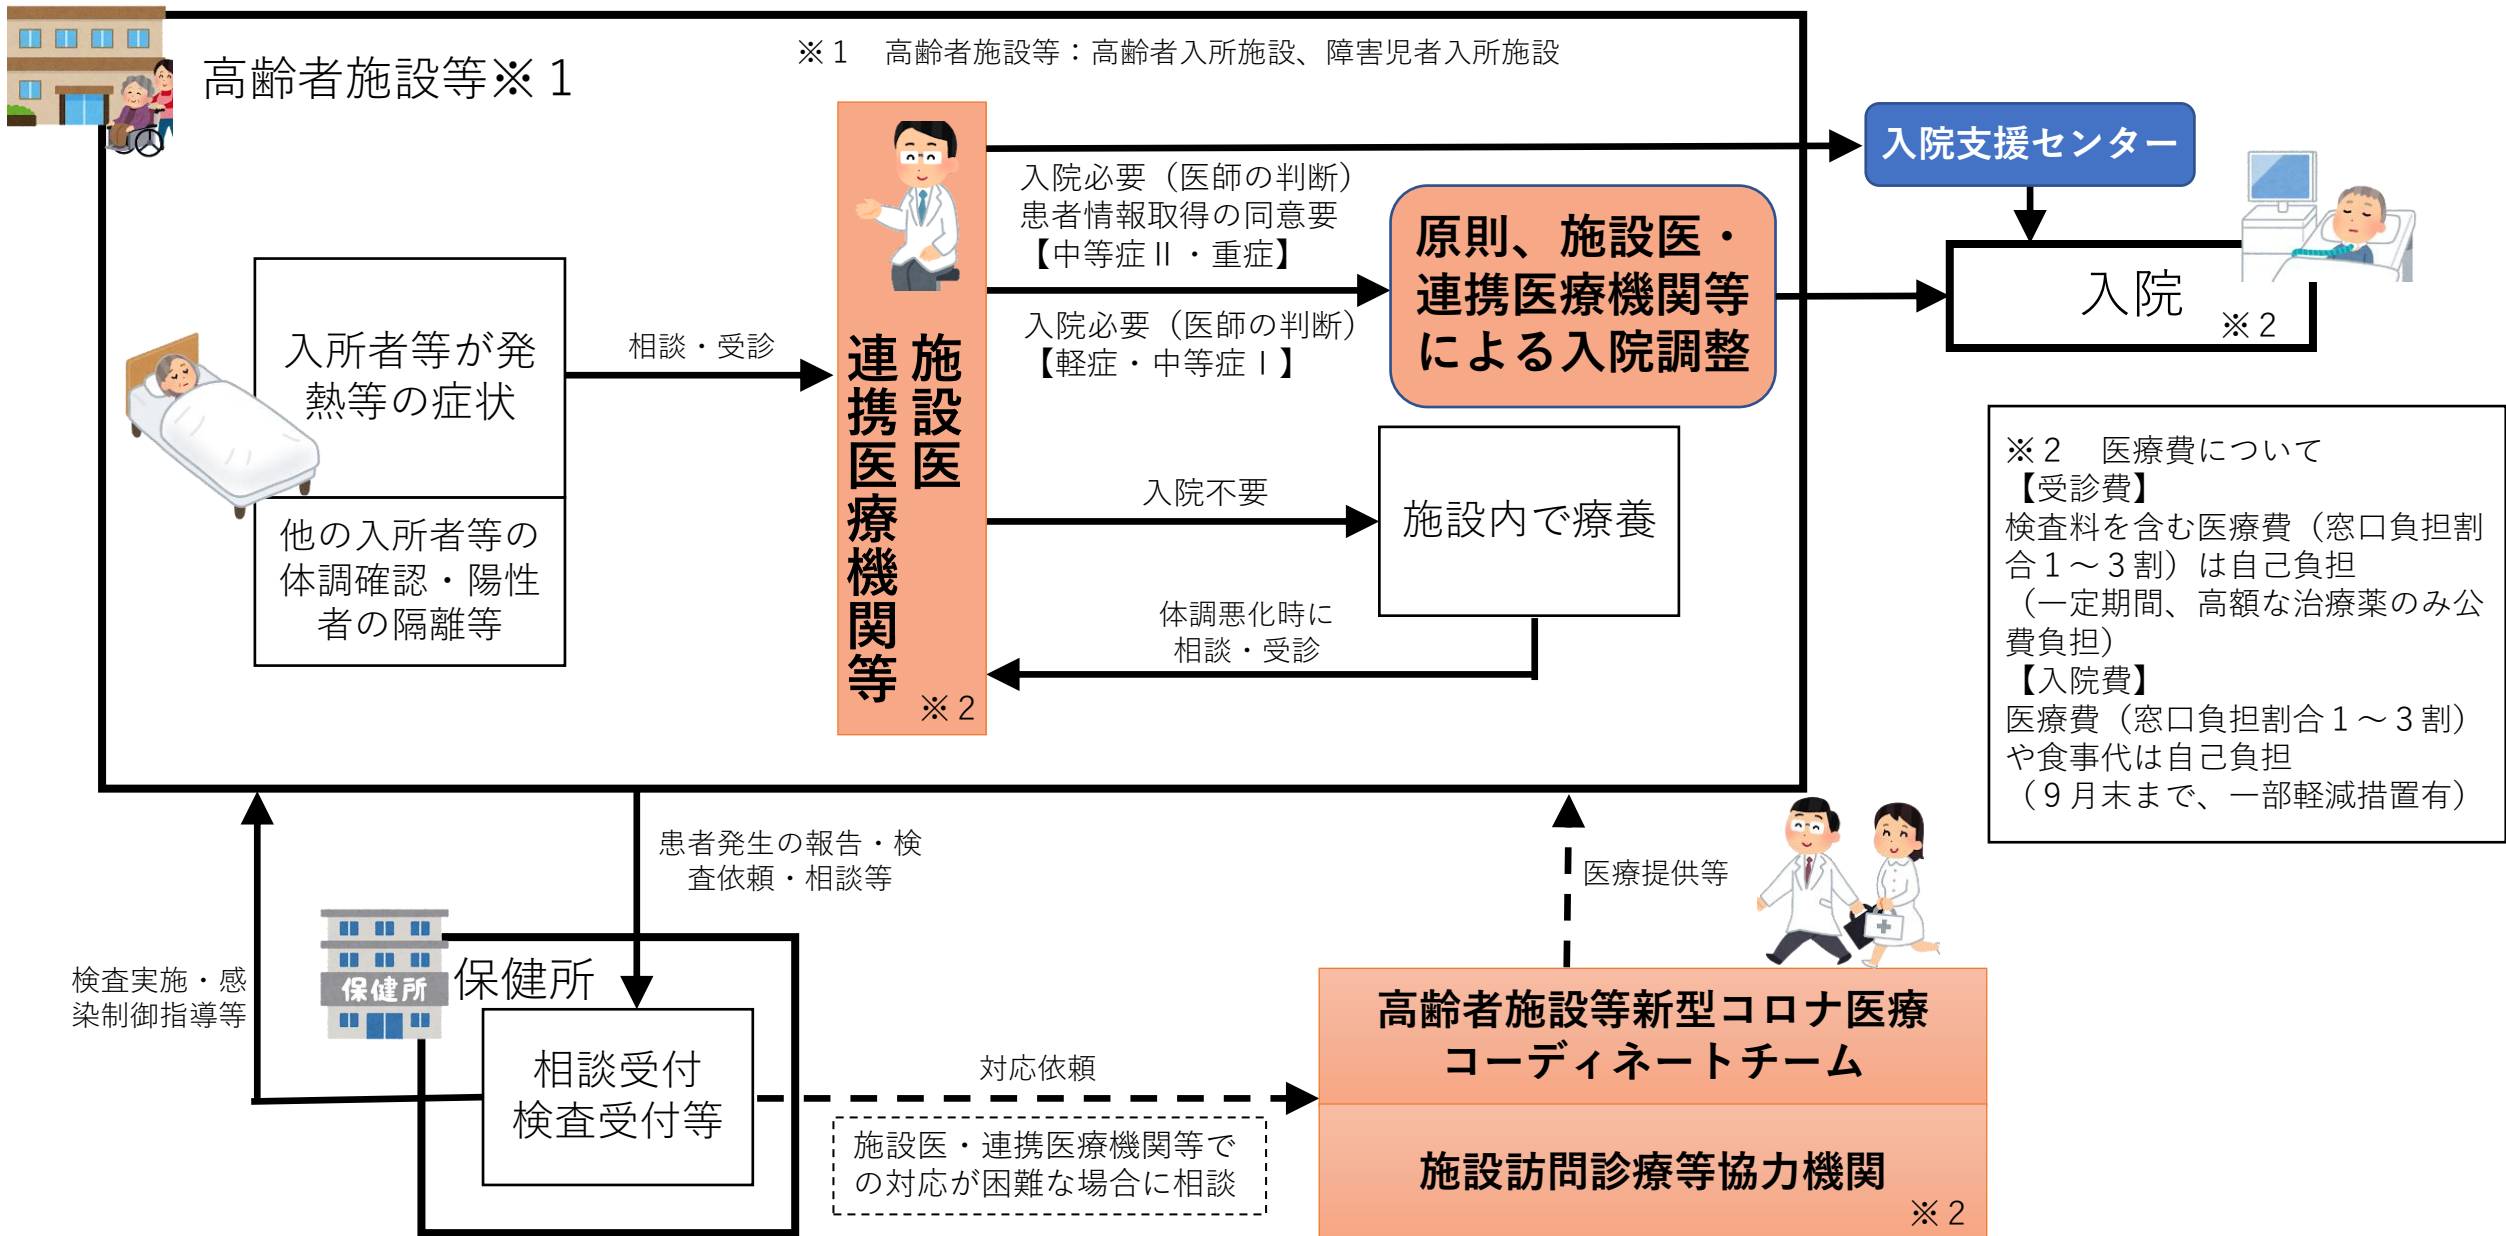 高齢者施設等※１
※１　高齢者施設等：高齢者入所施設、障害児者入所施設
入所者等が発
熱等の症状
他の入所者等の
体調確認・陽性
者の隔離等
相談・受診
施設医
連携医療機関等
※２
入院必要（医師の判断）
患者情報取得の同意要
【中等症Ⅱ・重症】
入院必要（医師の判断）
【軽症・中等症Ⅰ】
原則、施設医・
連携医療機関等
による入院調整
入院不要
施設内で療養
体調悪化時に
相談・受診
入院支援センター
入院
※２
※２　医療費について
【受診費】
検査料を含む医療費（窓口負担割
合１～３割）は自己負担
（一定期間、高額な治療薬のみ公
費負担）
【入院費】
医療費（窓口負担割合１～３割）
や食事代は自己負担
（９月末まで、一部軽減措置有）
患者発生の報告・検
査依頼・相談等
検査実施・感
染制御指導等
保健所
保健所
相談受付
検査受付等
対応依頼
施設医・連携医療機関等で
の対応が困難な場合に相談
医療提供等
高齢者施設等新型コロナ医療
コーディネートチーム
施設訪問診療等協力機関
※２